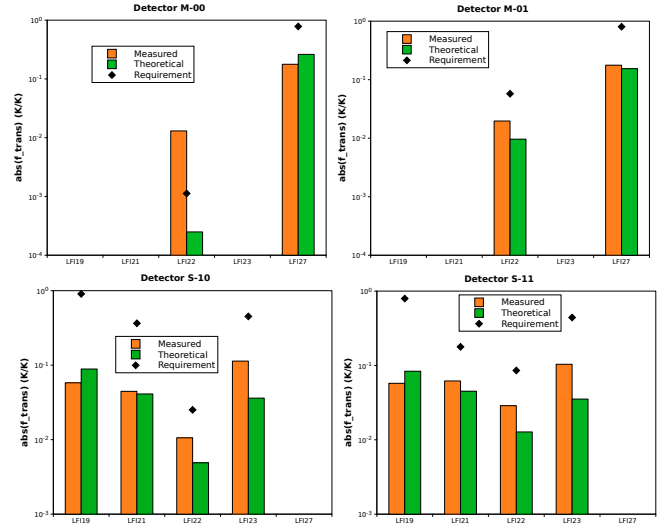 Detector M-00
abs(f_trans) (K/K)
10^0
10^-1
10^-2
10^-3
10^-4
Measured
Theoretical
Requirement
LFI19 LFI21 LFI22 LFI23 LFI27
Detector M-01
abs(f_trans) (K/K)
10^0
10^-1
10^-2
10^-3
10^-4
Measured
Theoretical
Requirement
LFI19 LFI21 LFI22 LFI23 LFI27
Detector S-10
abs(f_trans) (K/K)
10^0
10^-1
10^-2
10^-3
Measured
Theoretical
Requirement
LFI19 LFI21 LFI22 LFI23 LFI27
Detector S-11
abs(f_trans) (K/K)
10^0
10^-1
10^-2
10^-3
Measured
Theoretical
Requirement
LFI19 LFI21 LFI22 LFI23 LFI27